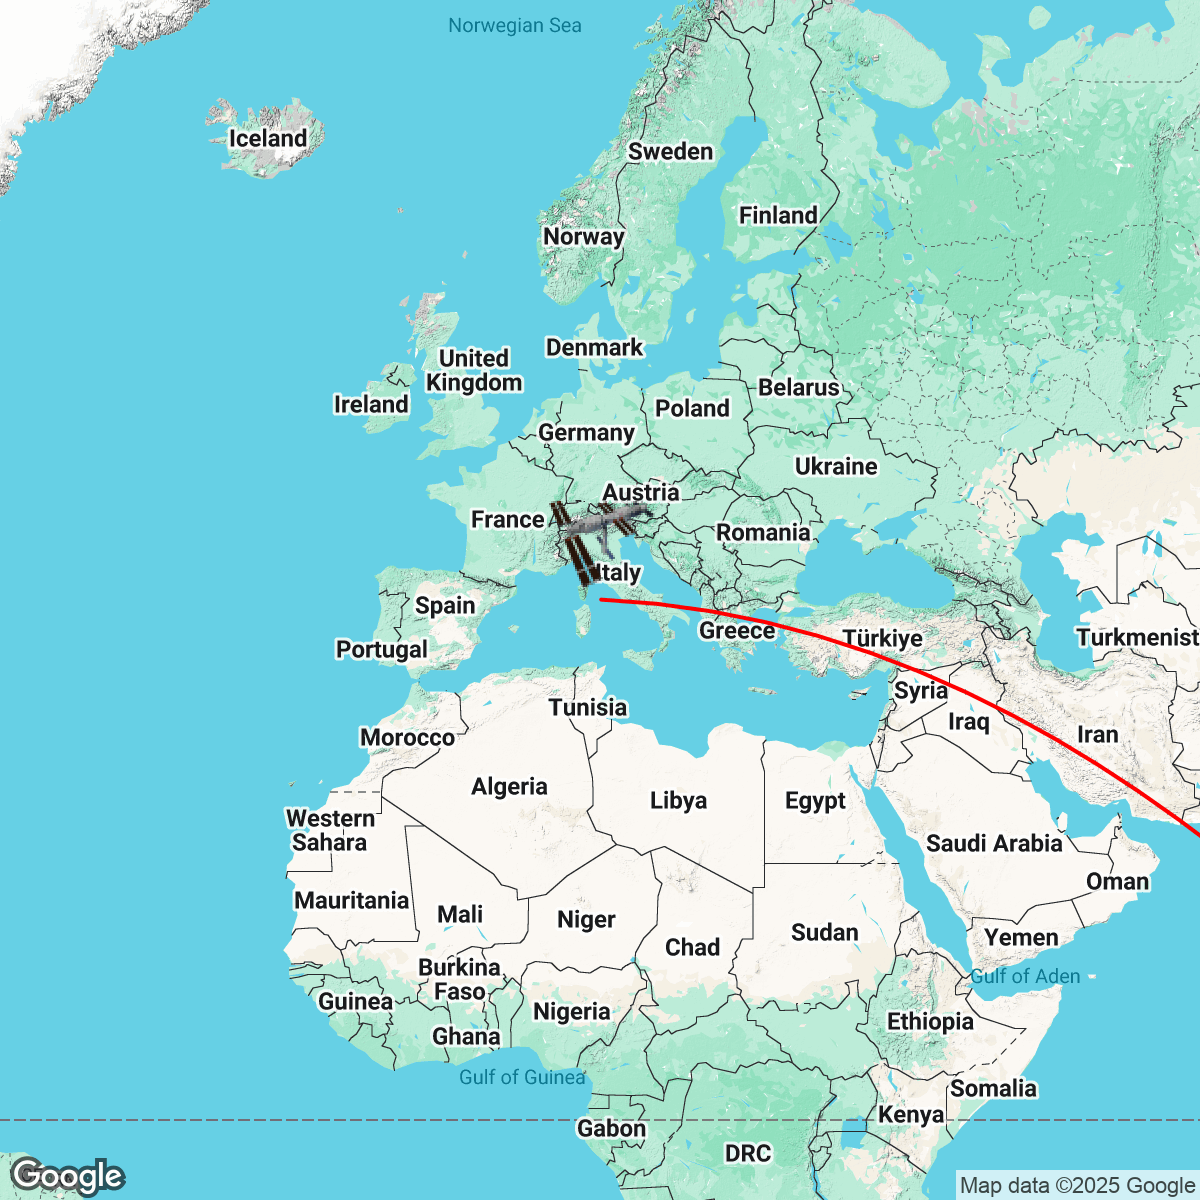 Norwegian Sea
Iceland
Sweden
Finland
Norway
Denmark
United
Kingdom
Ireland
Belarus
Poland
Germany
Ukraine
Austria
France
Romania
Italy
Spain
Greece
Türkiye
Portugal
Turkmenist
Syria
Tunisia
Iraq
Iran
Morocco
Algeria
Libya
Egypt
Western
Sahara
Saudi Arabia
Oman
Mauritania
Mali
Niger
Chad
Sudan
Yemen
Burkina
Faso
Gulf of Aden
Guinea
Nigeria
Ethiopia
Ghana
Gulf of Guinea
Somalia
Kenya
Gabon
DRC
Google
Map data ©2025 Google